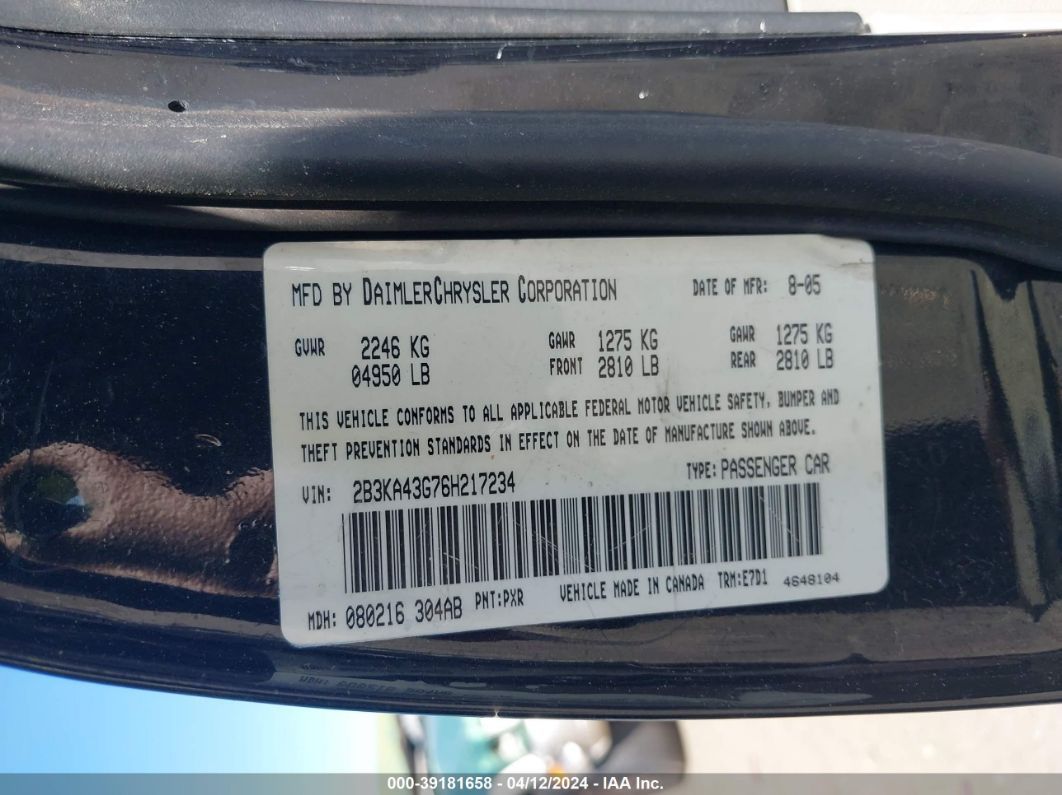 MFD BY DAIMLERCHRYSLER CORPORATION DATE OF MFR: 8-05
GVWR 2246 KG GAWR 1275 KG GAWR 1275 KG
04950 LB FRONT 2810 LB REAR 2810 LB
THIS VEHICLE CONFORMS TO ALL APPLICABLE FEDERAL MOTOR VEHICLE SAFETY, BUMPER AND
THEFT PREVENTION STANDARDS IN EFFECT ON THE DATE OF MANUFACTURE SHOWN ABOVE.
VIN: 2B3KA43G76H217234 TYPE: PASSENGER CAR
MDH: 080216 304AB PNT:PXR VEHICLE MADE IN CANADA TRM:E7D1 4648104
000-39181658 - 04/12/2024 - IAA Inc.